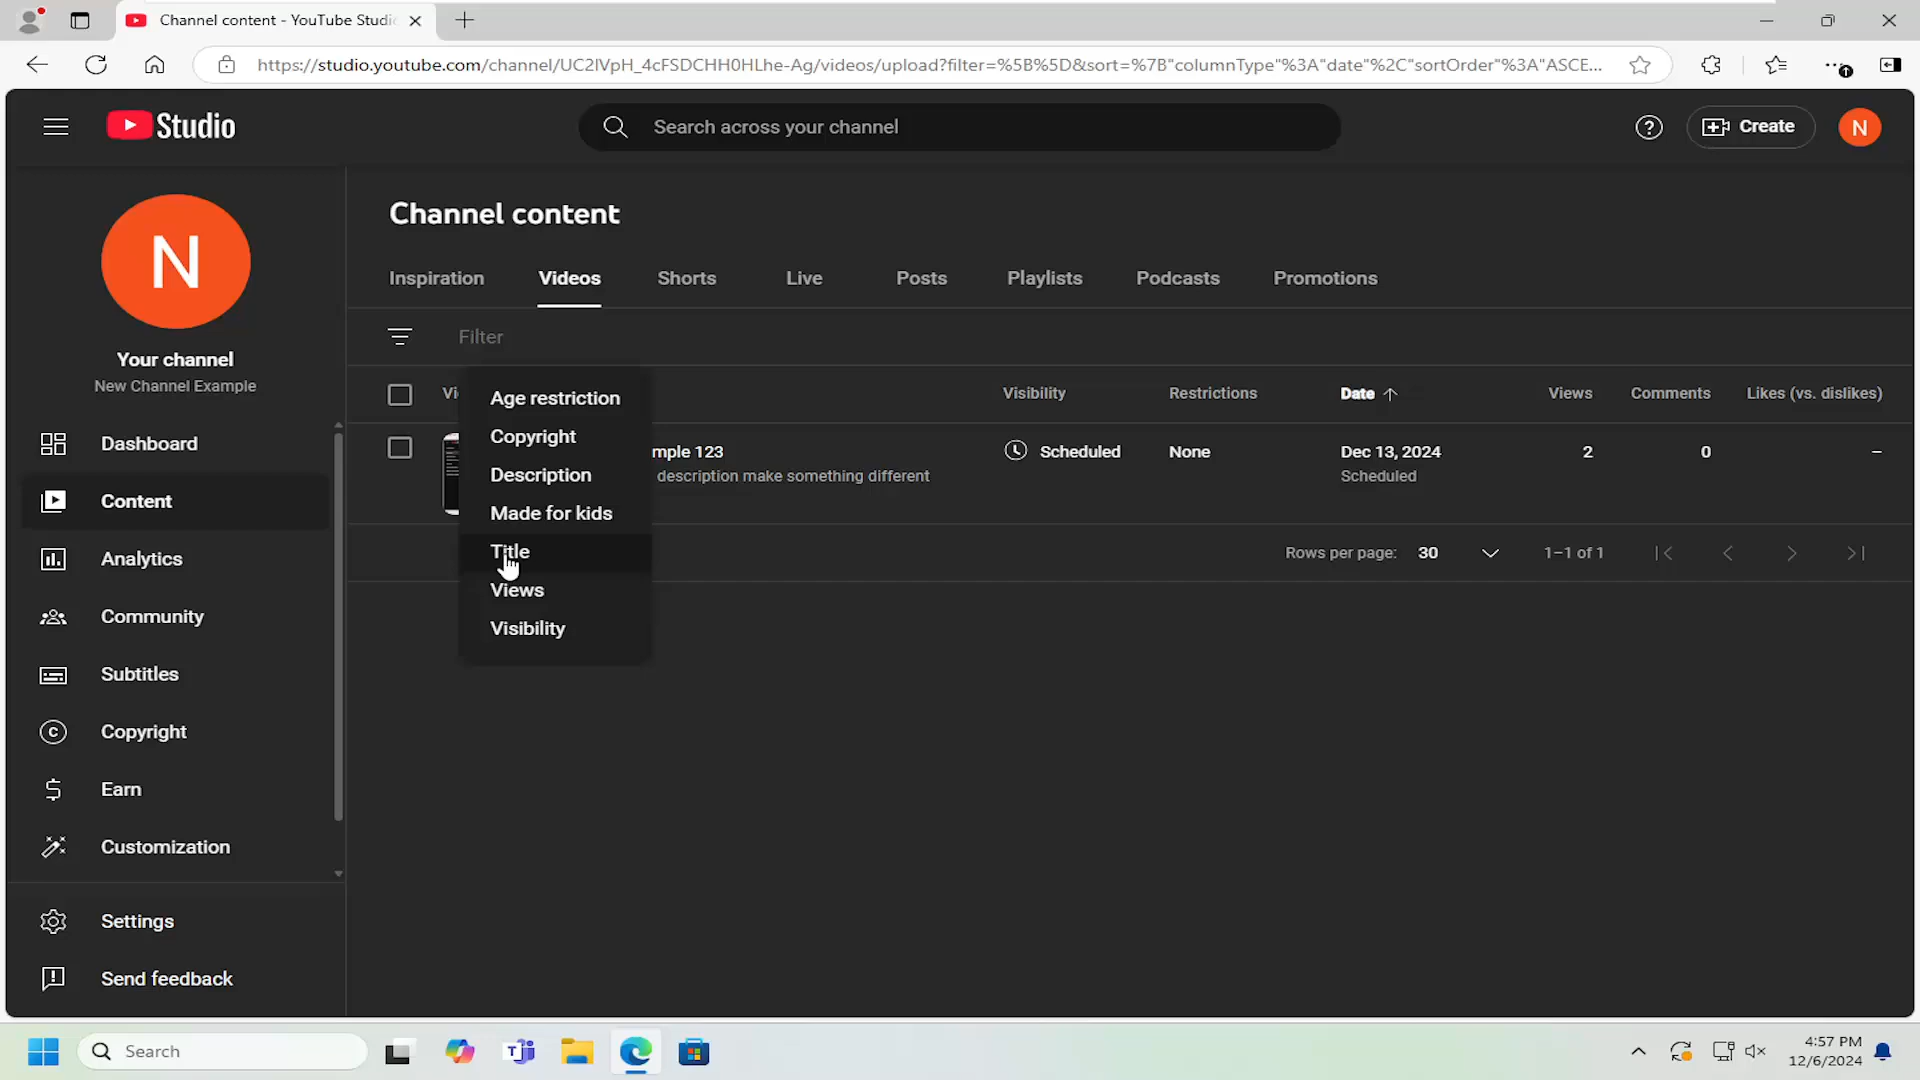 Channel content - YouTube Studi
https://studio.youtube.com/channel/UC2IVpH_4cFSDCHH0HLhe-Ag/videos/upload?filter=%5B%5D&sort=%7B"columnType"%3A"date"%2C"sortOrder"%3A"ASCE...
Studio
Search across your channel
Create
N
N
Your channel
New Channel Example
Dashboard
Content
Analytics
Community
Subtitles
Copyright
Earn
Customization
Settings
Send feedback
Channel content
Inspiration Videos Shorts Live Posts Playlists Podcasts Promotions
Filter
Vi Visibility Restrictions Date Views Comments Likes (vs. dislikes)
Age restriction
Copyright
Description
Made for kids
Title
Views
Visibility
mple 123 Scheduled None Dec 13, 2024 2 0 –
description make something different Scheduled
Rows per page: 30 1–1 of 1
Search
4:57 PM
12/6/2024